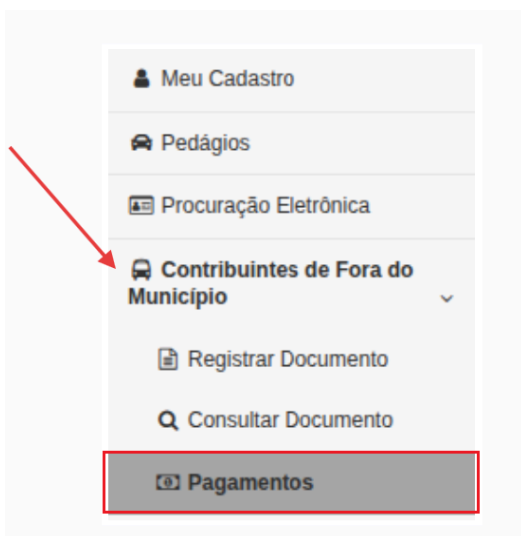 Meu Cadastro
Pedágios
Procuração Eletrônica
Contribuintes de Fora do
Município
Registrar Documento
Consultar Documento
Pagamentos